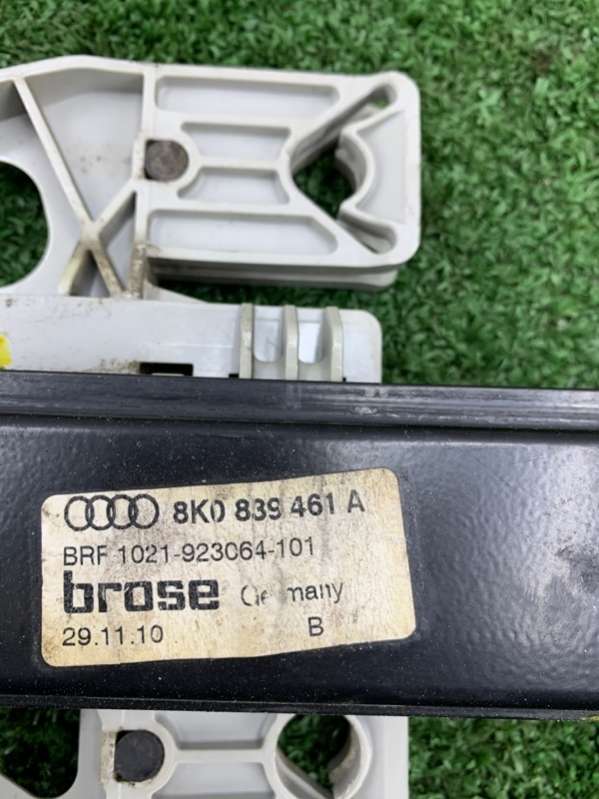 8K0 839 461 A
BRF 1021-923064-101
brose Germany
29.11.10 B